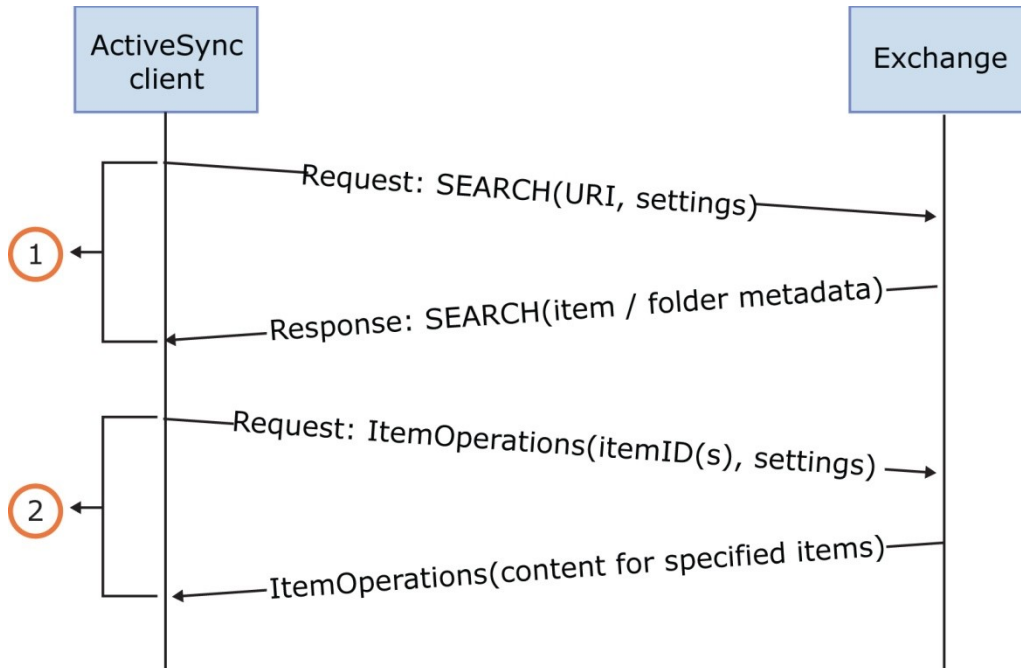 ActiveSync
client
Exchange
Request: SEARCH(URI, settings)
1
Response: SEARCH(item / folder metadata)
Request: ItemOperations(itemID(s), settings)
2
ItemOperations(content for specified items)